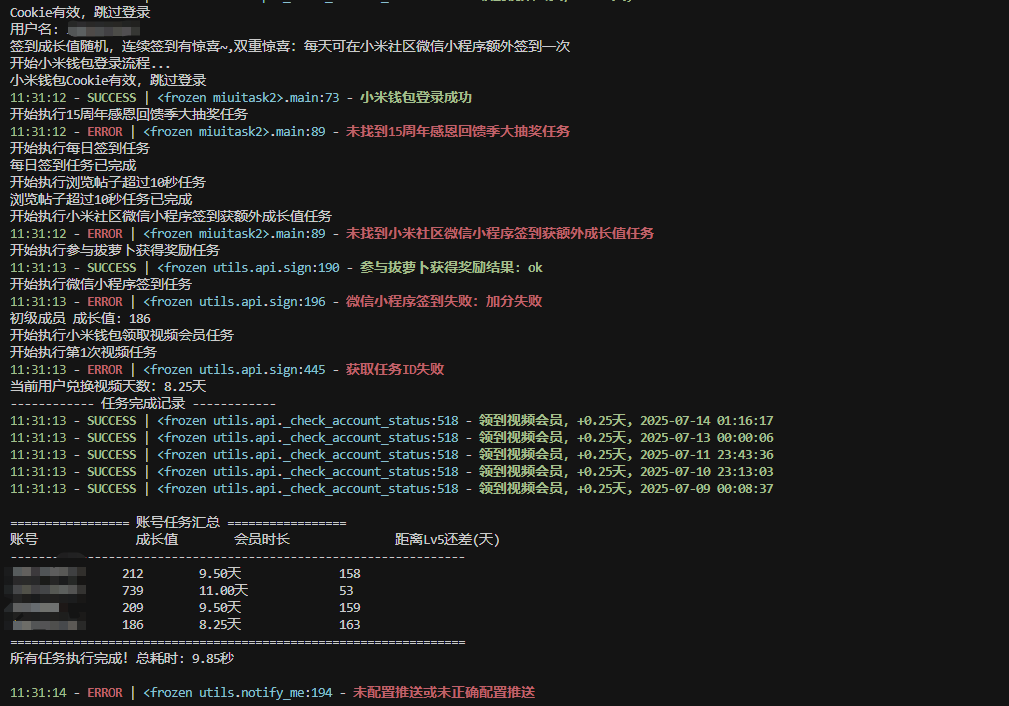 Cookie有效，跳过登录
用户名：
签到成长值随机，连续签到有惊喜~,双重惊喜：每天可在小米社区微信小程序额外签到一次
开始小米钱包登录流程...
小米钱包Cookie有效，跳过登录
11:31:12 - SUCCESS | <frozen miuitask2>.main:73 - 小米钱包登录成功
开始执行15周年感恩回馈季大抽奖任务
11:31:12 - ERROR | <frozen miuitask2>.main:89 - 未找到15周年感恩回馈季大抽奖任务
开始执行每日签到任务
每日签到任务已完成
开始执行浏览帖子超过10秒任务
浏览帖子超过10秒任务已完成
开始执行小米社区微信小程序签到获额外成长值任务
11:31:12 - ERROR | <frozen miuitask2>.main:89 - 未找到小米社区微信小程序签到获额外成长值任务
开始执行参与拔萝卜获得奖励任务
11:31:13 - SUCCESS | <frozen utils.api.sign:190 - 参与拔萝卜获得奖励结果：ok
开始执行微信小程序签到任务
11:31:13 - ERROR | <frozen utils.api.sign:196 - 微信小程序签到失败：加分失败
初级成员 成长值：186
开始执行小米钱包领取视频会员任务
开始执行第1次视频任务
11:31:13 - ERROR | <frozen utils.api.sign:445 - 获取任务ID失败
当前用户兑换视频天数：8.25天
------------ 任务完成记录 ------------
11:31:13 - SUCCESS | <frozen utils.api._check_account_status:518 - 领到视频会员，+0.25天，2025-07-14 01:16:17
11:31:13 - SUCCESS | <frozen utils.api._check_account_status:518 - 领到视频会员，+0.25天，2025-07-13 00:00:06
11:31:13 - SUCCESS | <frozen utils.api._check_account_status:518 - 领到视频会员，+0.25天，2025-07-11 23:43:36
11:31:13 - SUCCESS | <frozen utils.api._check_account_status:518 - 领到视频会员，+0.25天，2025-07-10 23:13:03
11:31:13 - SUCCESS | <frozen utils.api._check_account_status:518 - 领到视频会员，+0.25天，2025-07-09 00:08:37
================= 账号任务汇总 =================
账号 成长值 会员时长 距离Lv5还差(天)
-----------------------------------------------------------------
212 9.50天 158
739 11.00天 53
209 9.50天 159
186 8.25天 163
=================================================================
所有任务执行完成！总耗时：9.85秒
11:31:14 - ERROR | <frozen utils.notify_me:194 - 未配置推送或未正确配置推送